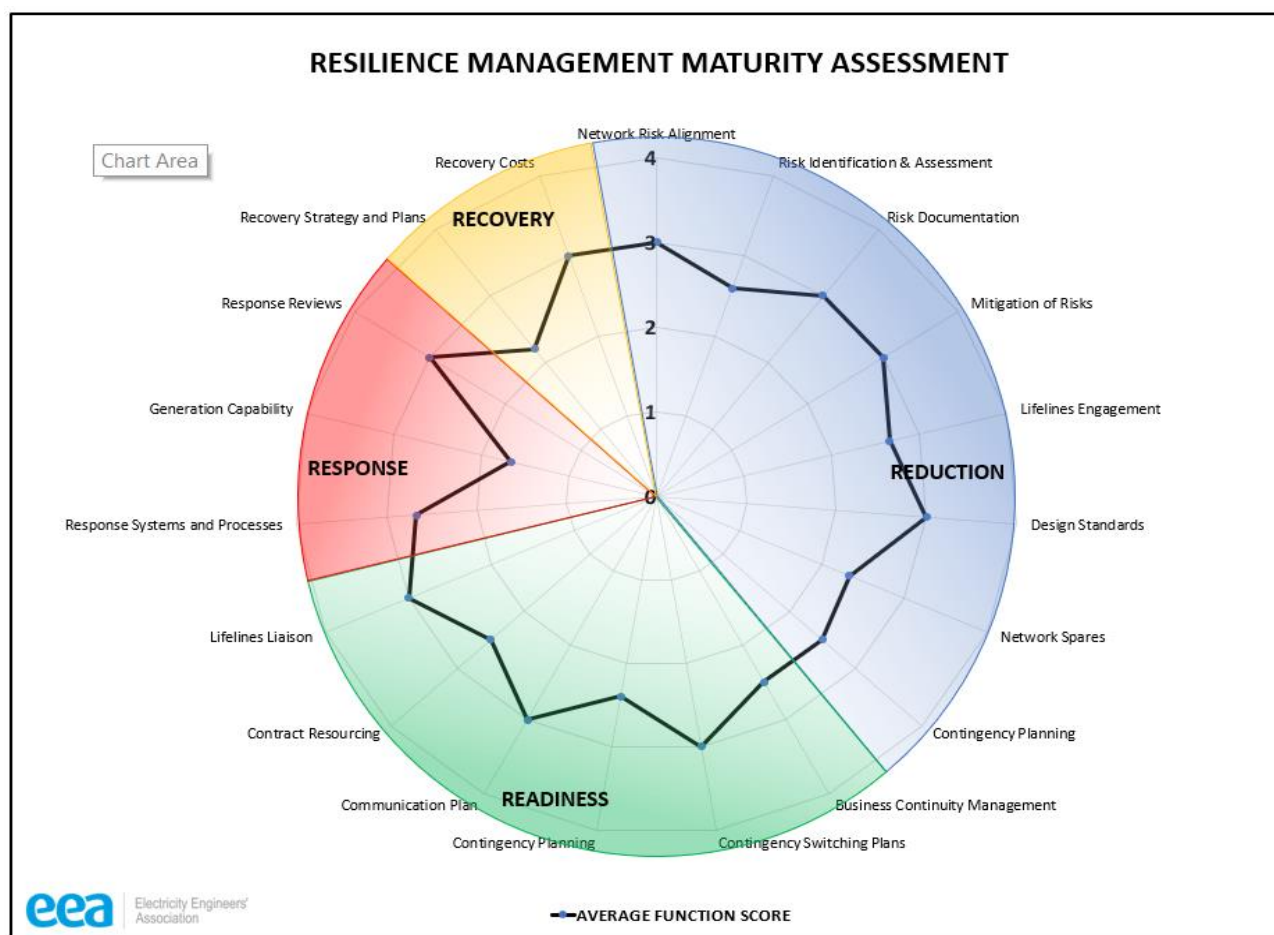 RESILIENCE MANAGEMENT MATURITY ASSESSMENT
Chart Area
Network Risk Alignment
Recovery Costs
4
Risk Identification & Assessment
Recovery Strategy and Plans
RECOVERY
Risk Documentation
3
Response Reviews
Mitigation of Risks
2
Generation Capability
1
Lifelines Engagement
RESPONSE
REDUCTION
0
Response Systems and Processes
Design Standards
Lifelines Liaison
Network Spares
Contract Resourcing
Contingency Planning
Communication Plan
READINESS
Business Continuity Management
Contingency Planning
Contingency Switching Plans
eea
Electricity Engineers'
Association
AVERAGE FUNCTION SCORE